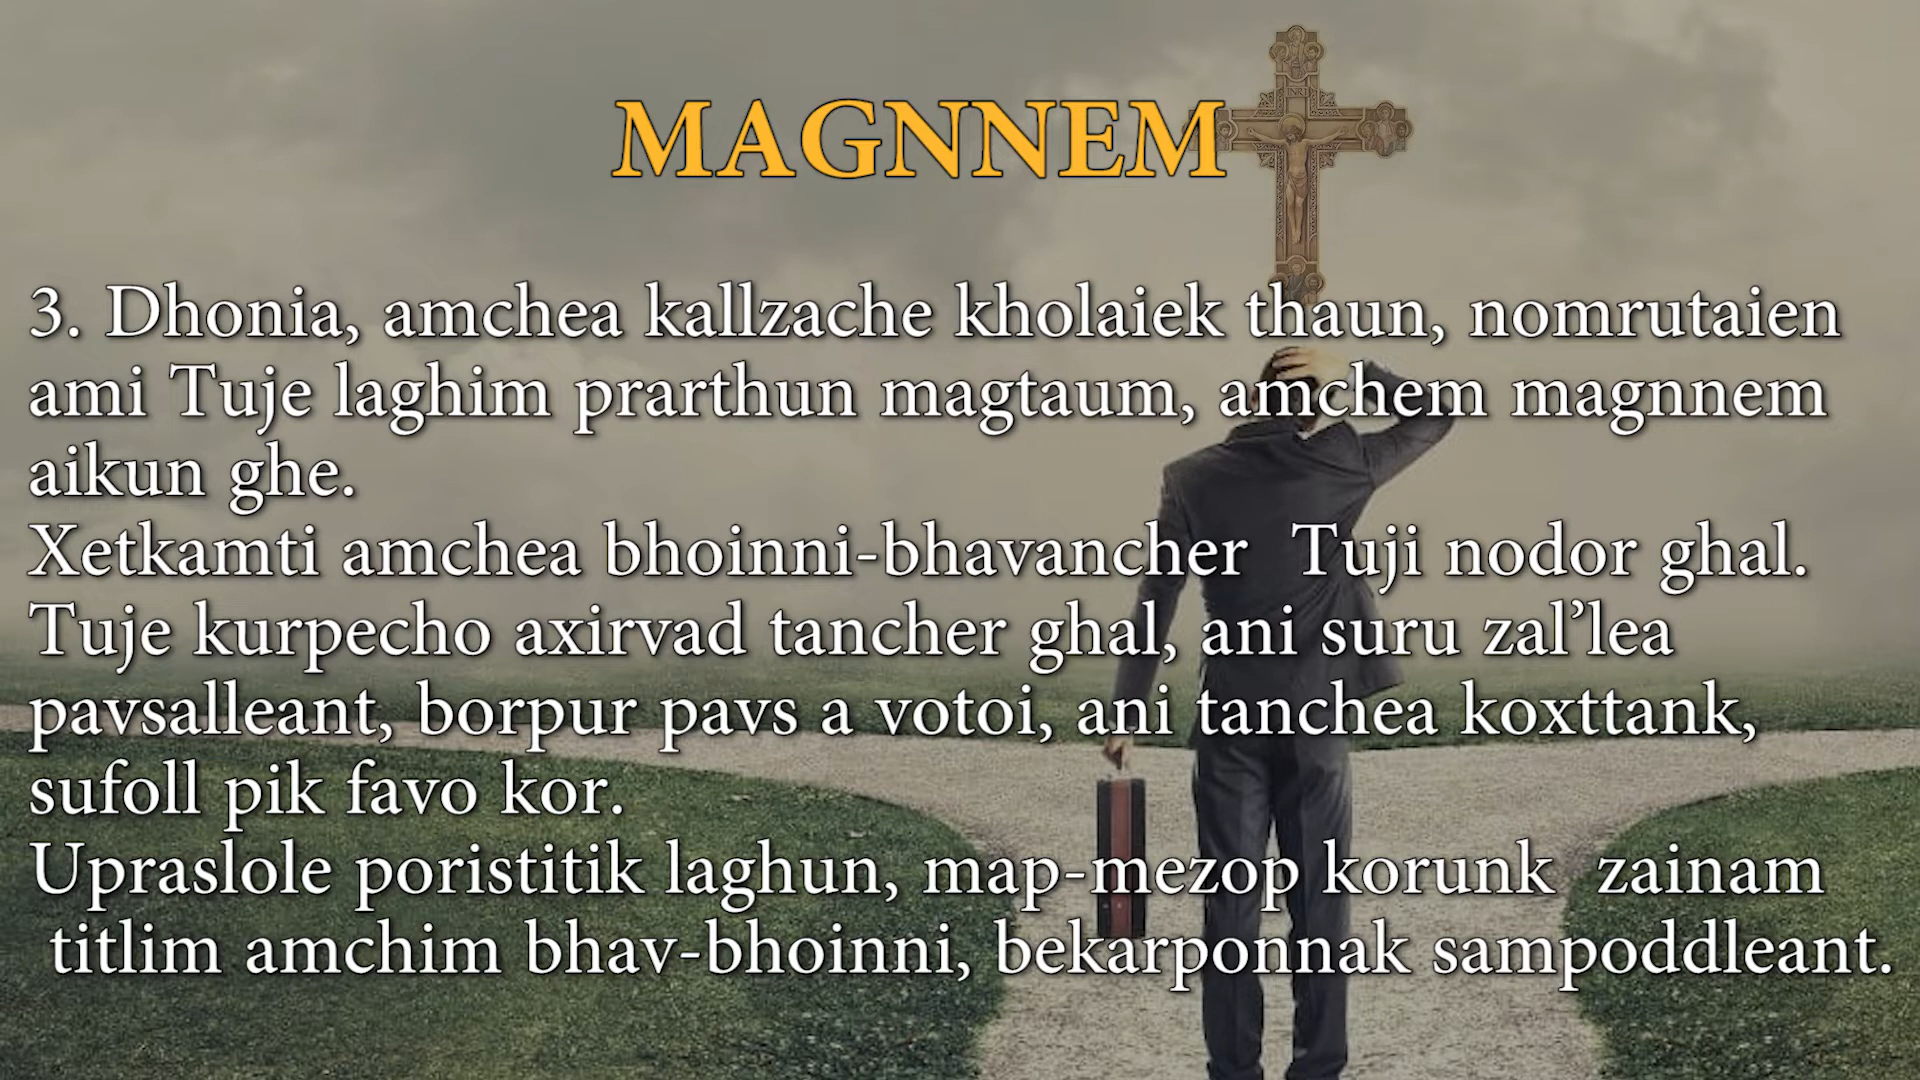 MAGNNEM
INRI
3. Dhonia, amchea kallzache kholaiek thaun, nomrutaien
ami Tuje laghim prarthun magtaum, amchem magnnem
aikun ghe.
Xetkamti amchea bhoinni-bhavancher Tuji nodor ghal.
Tuje kurpecho axirvad tancher ghal, ani suru zal’lea
pavsalleant, borpur pavs a votoi, ani tanchea koxttank,
sufoll pik favo kor.
Upraslole poristitik laghun, map-mezop korunk zainam
titlim amchim bhav-bhoinni, bekarponnak sampoddleant.